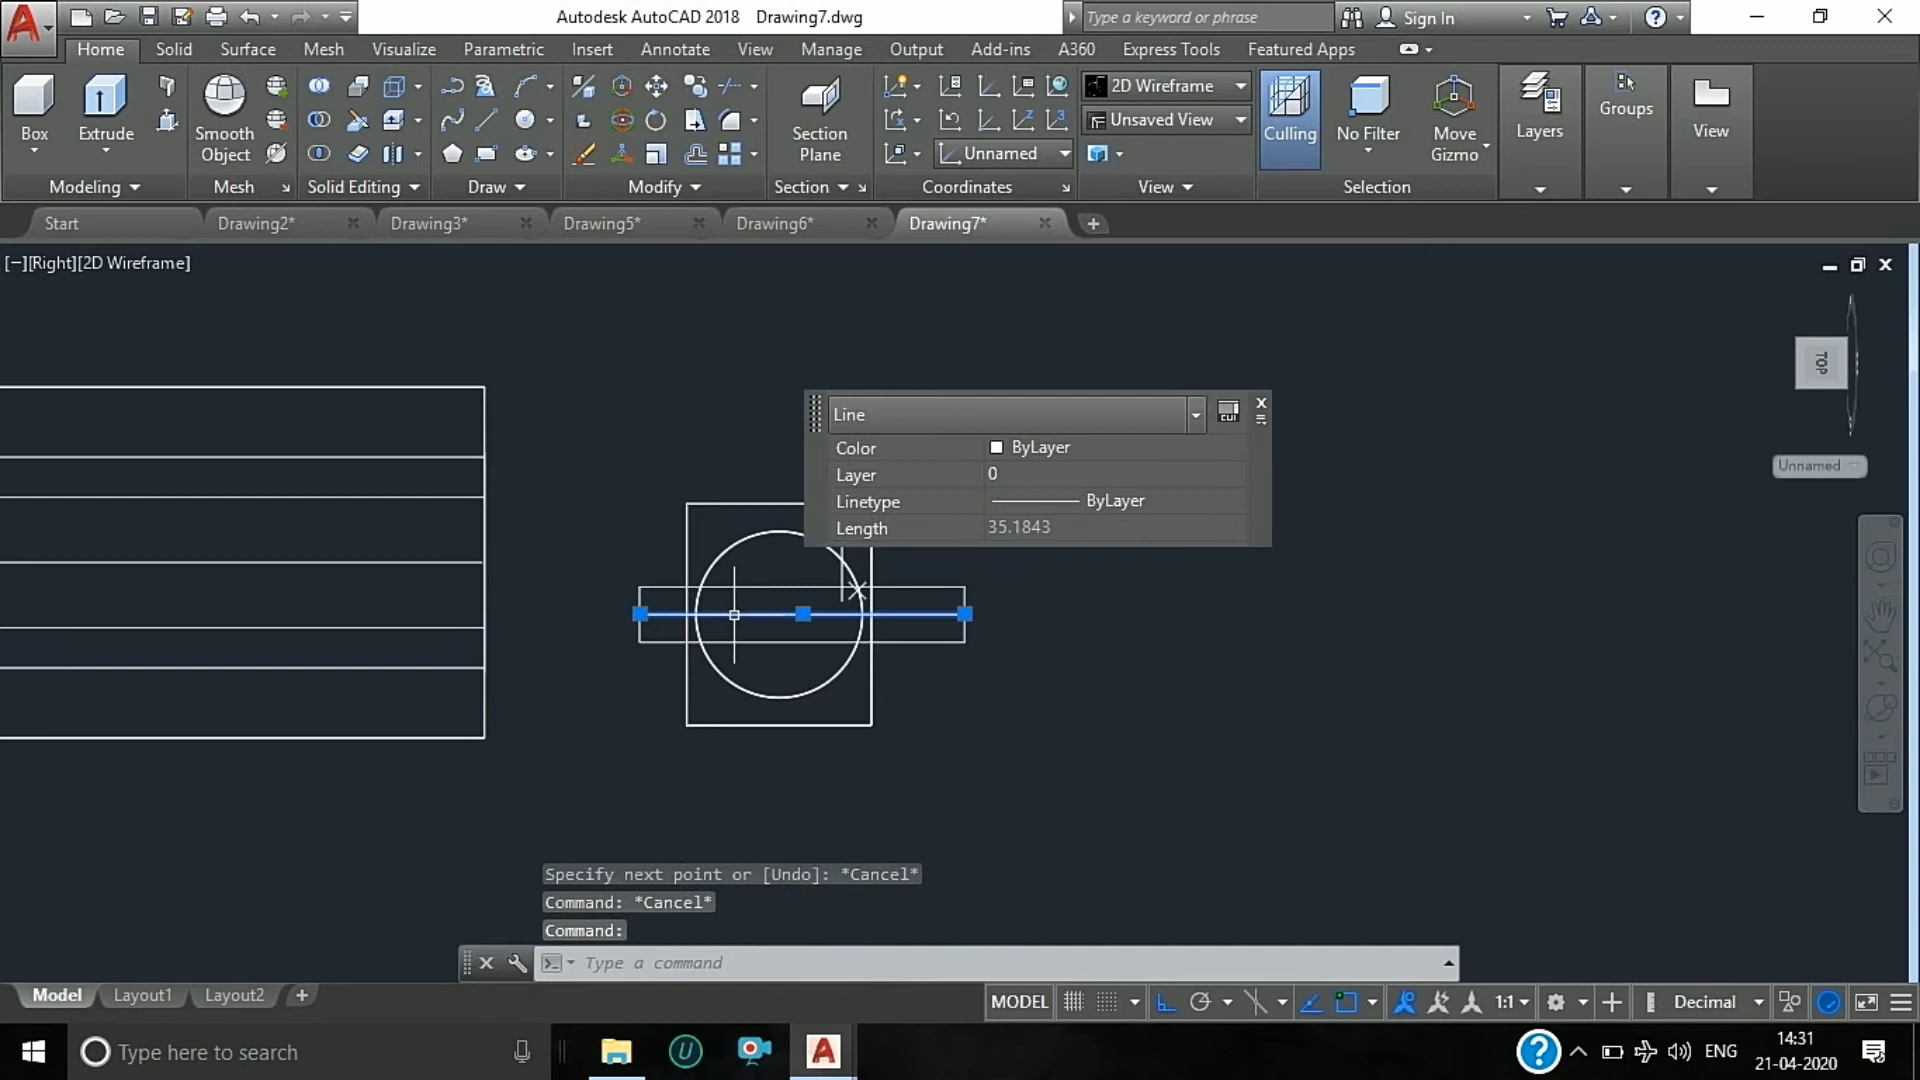 Autodesk AutoCAD 2018 Drawing7.dwg
Type a keyword or phrase
Sign In
Home Solid Surface Mesh Visualize Parametric Insert Annotate View Manage Output Add-ins A360 Express Tools Featured Apps
2D Wireframe
Unsaved View
Unnamed
Box
Extrude
Smooth Object
Section Plane
Culling
No Filter
Move Gizmo
Layers
Groups
View
Modeling Mesh Solid Editing Draw Modify Section Coordinates View Selection
Start Drawing2* Drawing3* Drawing5* Drawing6* Drawing7*
[−][Right][2D Wireframe]
TOP
Unnamed
Line
CUI
Color ByLayer
Layer 0
Linetype ByLayer
Length 35.1843
Specify next point or [Undo]: *Cancel*
Command: *Cancel*
Command:
Type a command
Model Layout1 Layout2
MODEL 1:1 Decimal
Type here to search
ENG
14:31
21-04-2020